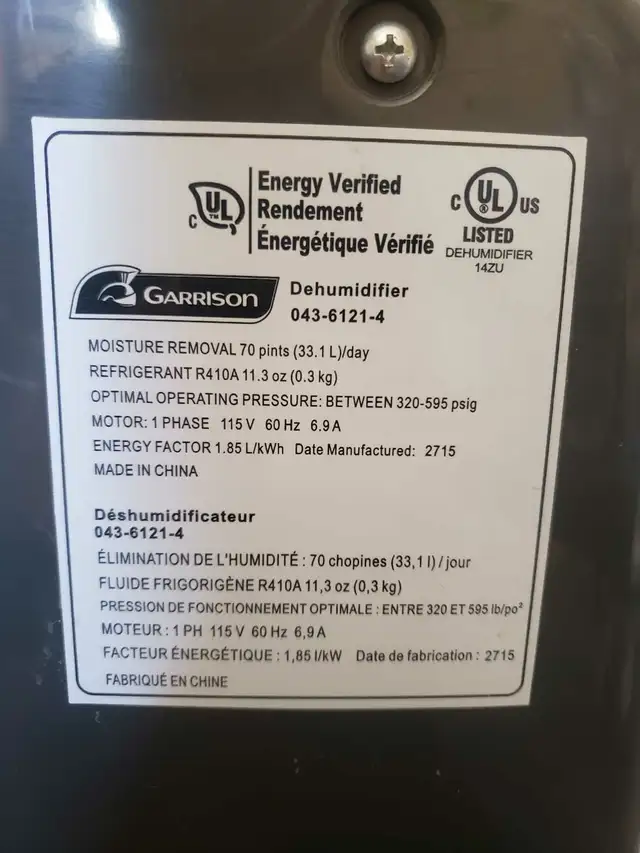 c UL TM
Energy Verified
Rendement
Énergétique Vérifié
C UL ® US
LISTED
DEHUMIDIFIER
14ZU
GARRISON
Dehumidifier
043-6121-4
MOISTURE REMOVAL 70 pints (33.1 L)/day
REFRIGERANT R410A 11.3 oz (0.3 kg)
OPTIMAL OPERATING PRESSURE: BETWEEN 320-595 psig
MOTOR: 1 PHASE 115 V 60 Hz 6.9 A
ENERGY FACTOR 1.85 L/kWh Date Manufactured: 2715
MADE IN CHINA
Déshumidificateur
043-6121-4
ÉLIMINATION DE L'HUMIDITÉ : 70 chopines (33,1 l) / jour
FLUIDE FRIGORIGÈNE R410A 11,3 oz (0,3 kg)
PRESSION DE FONCTIONNEMENT OPTIMALE : ENTRE 320 ET 595 lb/po²
MOTEUR : 1 PH 115 V 60 Hz 6,9 A
FACTEUR ÉNERGÉTIQUE : 1,85 l/kW Date de fabrication : 2715
FABRIQUÉ EN CHINE